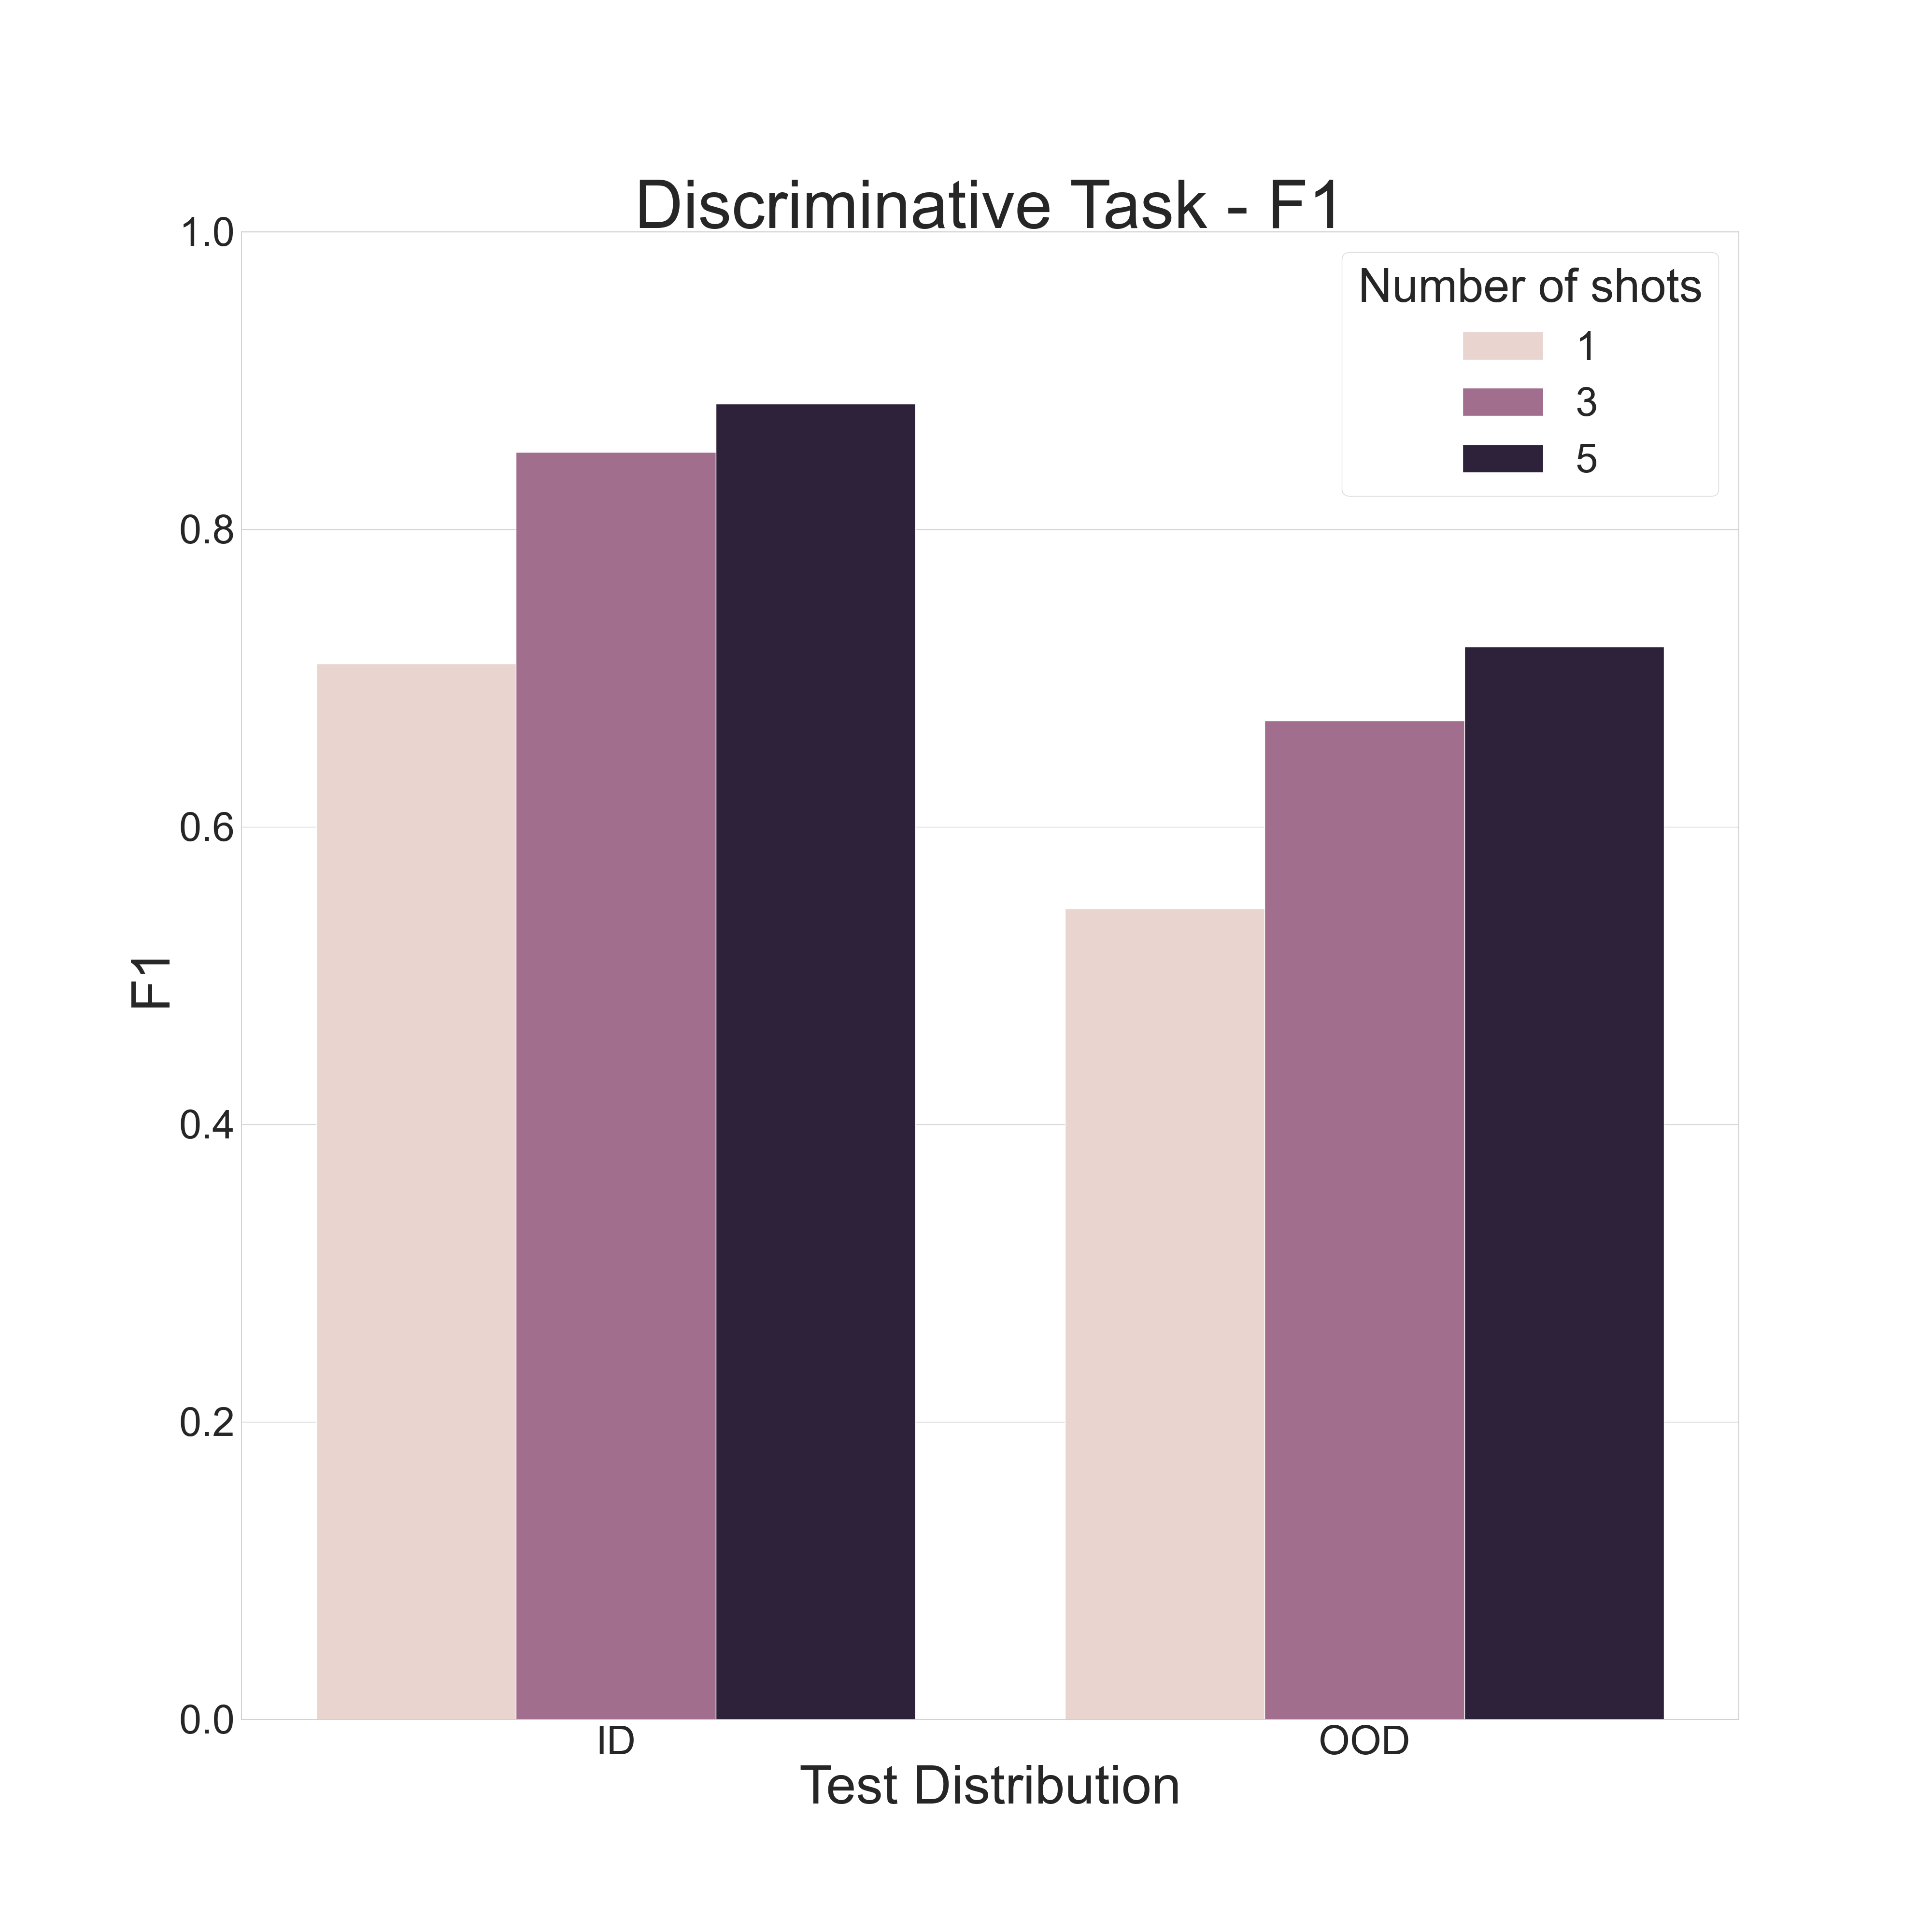 Discriminative Task - F1
1.0
0.8
0.6
0.4
0.2
0.0
F1
Number of shots
1
3
5
ID
OOD
Test Distribution